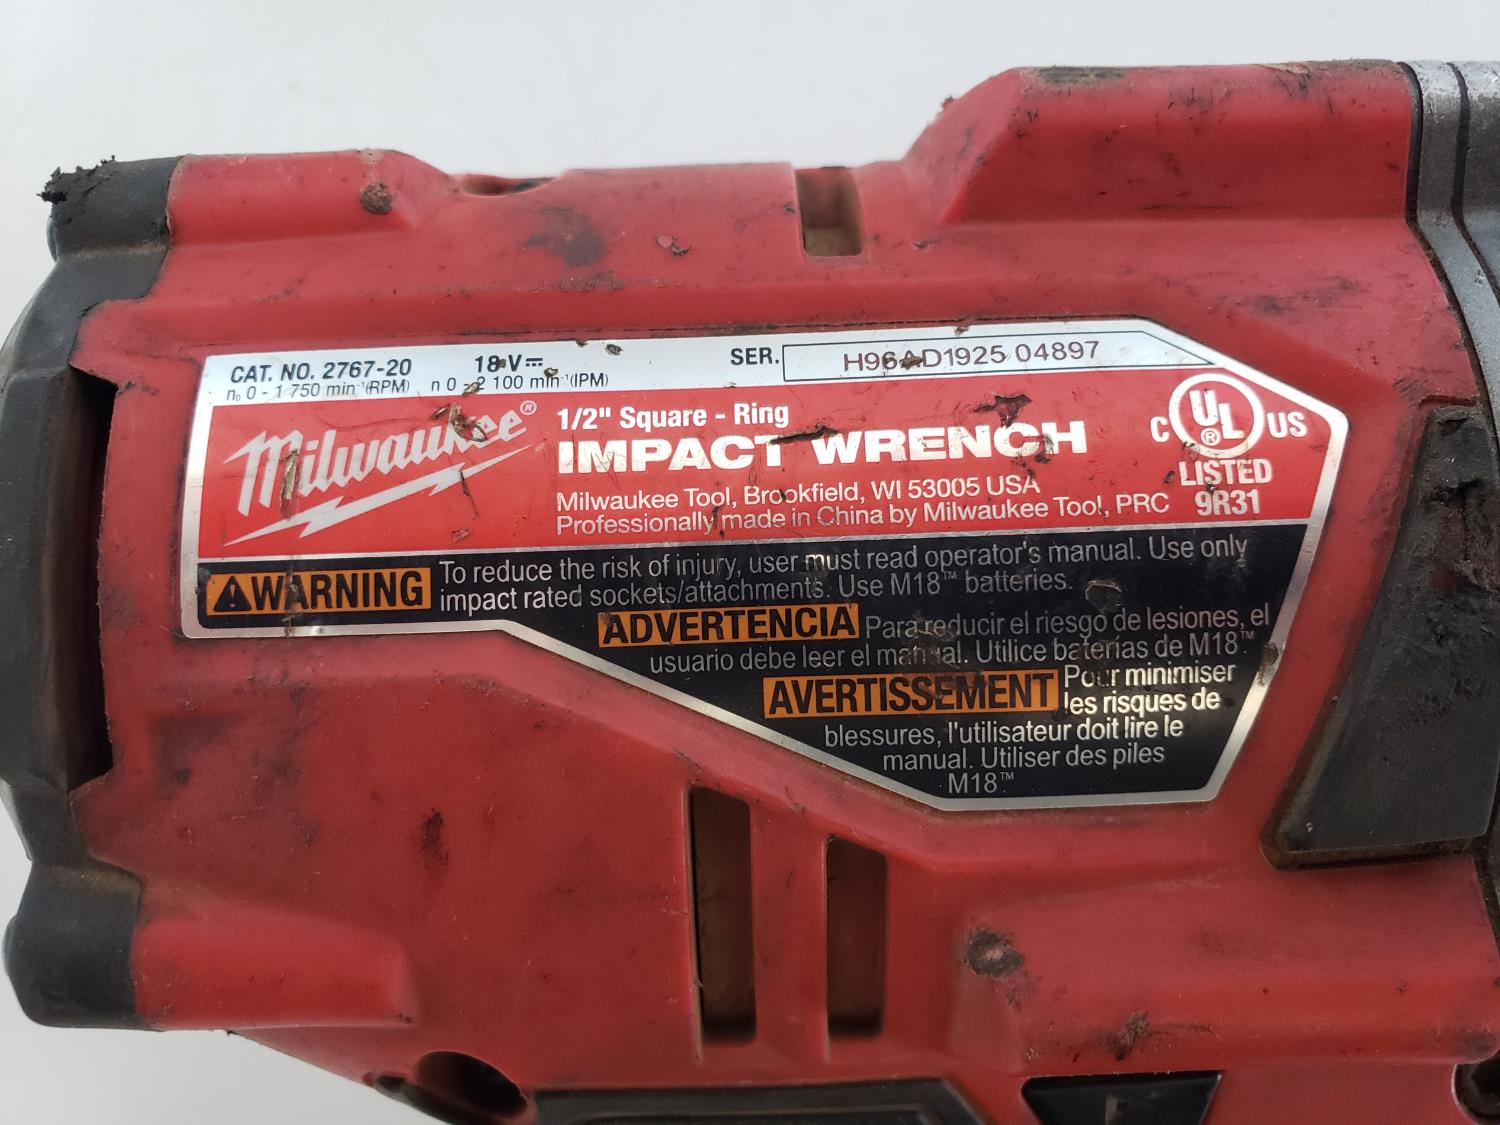 CAT. NO. 2767-20 18 V⎓ SER. H96AD1925 04897
n₀ 0 - 1 750 min⁻¹(RPM) n 0 - 2 100 min⁻¹(IPM)
Milwaukee®
1/2" Square - Ring
IMPACT WRENCH
Milwaukee Tool, Brookfield, WI 53005 USA
Professionally made in China by Milwaukee Tool, PRC
C UL® US
LISTED
9R31
WARNING To reduce the risk of injury, user must read operator's manual. Use only
impact rated sockets/attachments. Use M18™ batteries.
ADVERTENCIA Para reducir el riesgo de lesiones, el
usuario debe leer el manual. Utilice baterias de M18™.
AVERTISSEMENT Pour minimiser
les risques de
blessures, l'utilisateur doit lire le
manual. Utiliser des piles
M18™